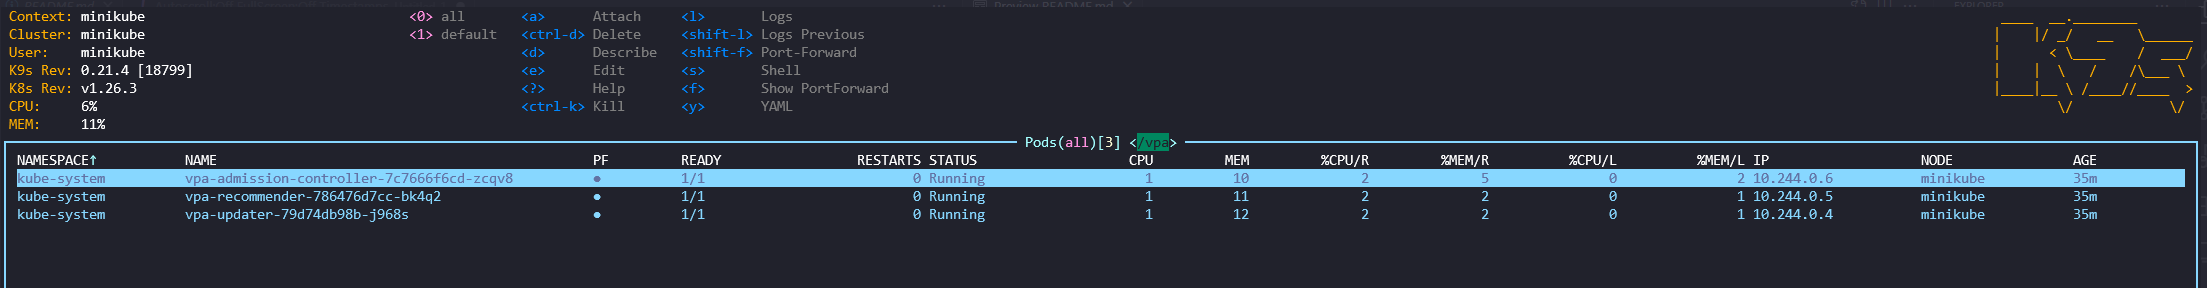 Context: minikube <0> all <a> Attach <l> Logs
Cluster: minikube <1> default <ctrl-d> Delete <shift-l> Logs Previous
User: minikube <d> Describe <shift-f> Port-Forward
K9s Rev: 0.21.4 [18799] <e> Edit <s> Shell
K8s Rev: v1.26.3 <?> Help <f> Show PortForward
CPU: 6% <ctrl-k> Kill <y> YAML
MEM: 11%
Pods(all)[3] </vpa>
NAMESPACE↑ NAME PF READY RESTARTS STATUS CPU MEM %CPU/R %MEM/R %CPU/L %MEM/L IP NODE AGE
kube-system vpa-admission-controller-7c7666f6cd-zcqv8 ● 1/1 0 Running 1 10 2 5 0 2 10.244.0.6 minikube 35m
kube-system vpa-recommender-786476d7cc-bk4q2 ● 1/1 0 Running 1 11 2 2 0 1 10.244.0.5 minikube 35m
kube-system vpa-updater-79d74db98b-j968s ● 1/1 0 Running 1 12 2 2 0 1 10.244.0.4 minikube 35m